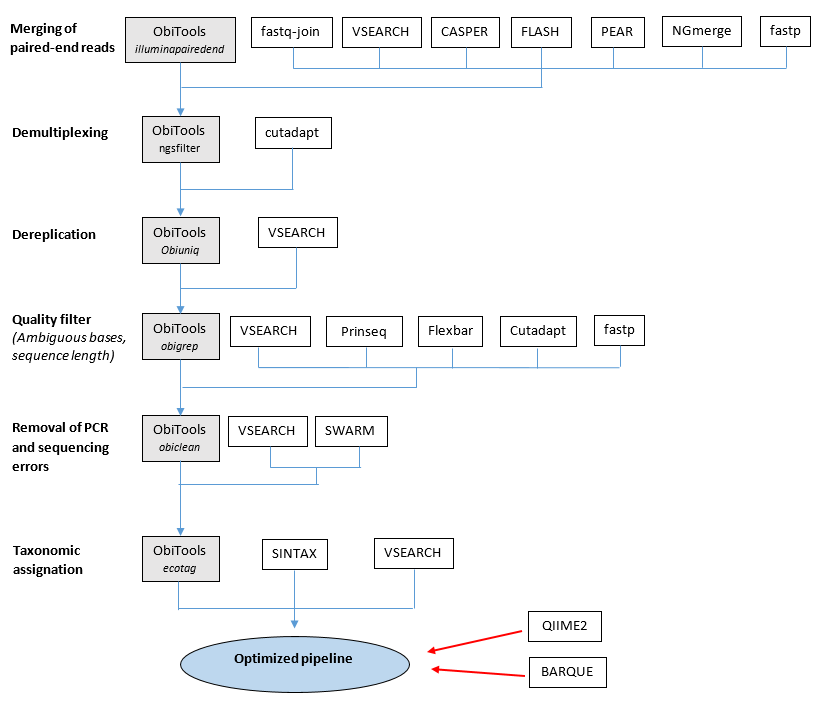 Merging of
paired-end reads
ObiTools
illuminapairedend
fastq-join
VSEARCH
CASPER
FLASH
PEAR
NGmerge
fastp
Demultiplexing
ObiTools
ngsfilter
cutadapt
Dereplication
ObiTools
Obiuniq
VSEARCH
Quality filter
(Ambiguous bases,
sequence length)
ObiTools
obigrep
VSEARCH
Prinseq
Flexbar
Cutadapt
fastp
Removal of PCR
and sequencing
errors
ObiTools
obiclean
VSEARCH
SWARM
Taxonomic
assignation
ObiTools
ecotag
SINTAX
VSEARCH
Optimized pipeline
QIIME2
BARQUE